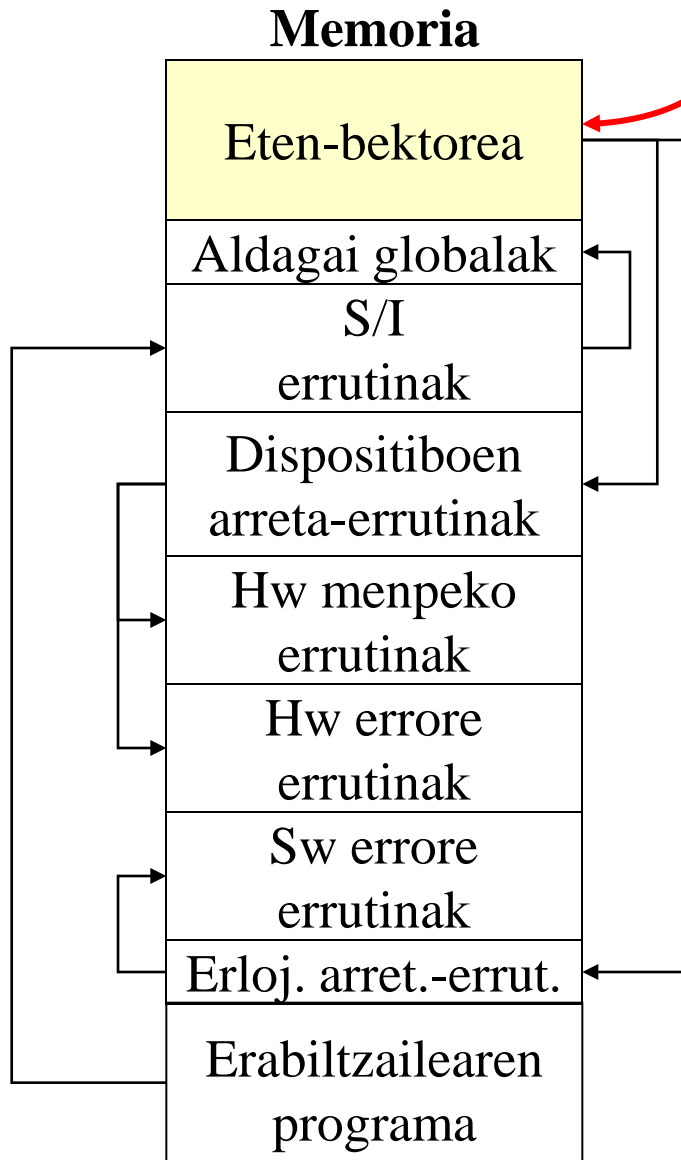 Memoria
Eten-bektorea
Aldagai globalak
S/I
errutinak
Dispositiboen
arreta-errutinak
Hw menpeko
errutinak
Hw errore
errutinak
Sw errore
errutinak
Erloj. arret.-errut.
Erabiltzailearen
programa